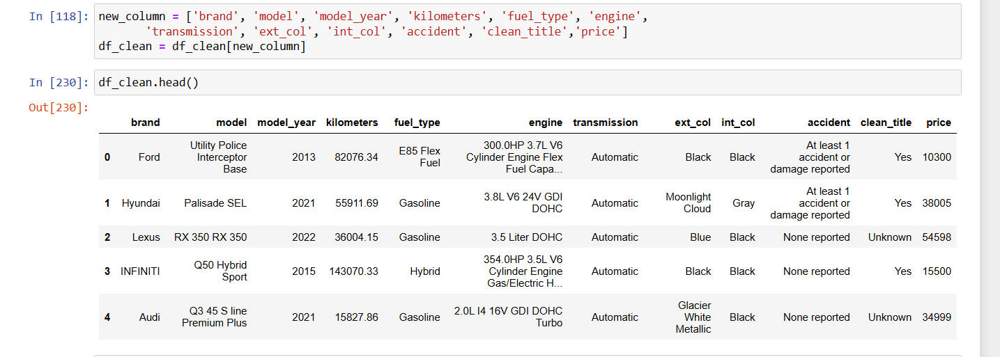 In [118]: new_column = ['brand', 'model', 'model_year', 'kilometers', 'fuel_type', 'engine',
'transmission', 'ext_col', 'int_col', 'accident', 'clean_title','price']
df_clean = df_clean[new_column]
In [230]: df_clean.head()
Out[230]:
brand model model_year kilometers fuel_type engine transmission ext_col int_col accident clean_title price
0 Ford Utility Police Interceptor Base 2013 82076.34 E85 Flex Fuel 300.0HP 3.7L V6 Cylinder Engine Flex Fuel Capa... Automatic Black Black At least 1 accident or damage reported Yes 10300
1 Hyundai Palisade SEL 2021 55911.69 Gasoline 3.8L V6 24V GDI DOHC Automatic Moonlight Cloud Gray At least 1 accident or damage reported Yes 38005
2 Lexus RX 350 RX 350 2022 36004.15 Gasoline 3.5 Liter DOHC Automatic Blue Black None reported Unknown 54598
3 INFINITI Q50 Hybrid Sport 2015 143070.33 Hybrid 354.0HP 3.5L V6 Cylinder Engine Gas/Electric H... Automatic Black Black None reported Yes 15500
4 Audi Q3 45 S line Premium Plus 2021 15827.86 Gasoline 2.0L I4 16V GDI DOHC Turbo Automatic Glacier White Metallic Black None reported Unknown 34999